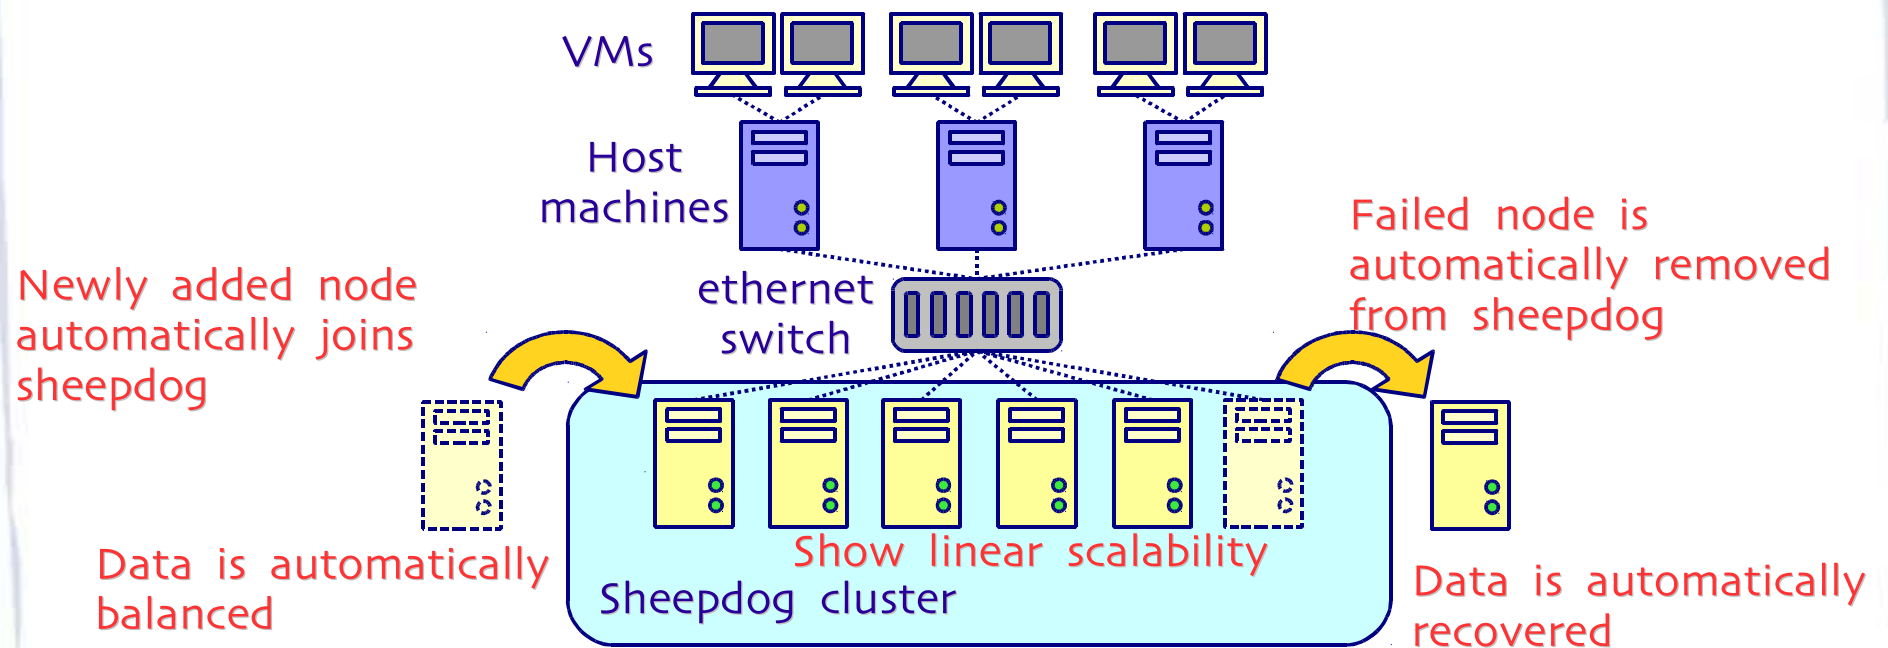 VMs
Host
machines
ethernet
switch
Newly added node
automatically joins
sheepdog
Failed node is
automatically removed
from sheepdog
Data is automatically
balanced
Show linear scalability
Sheepdog cluster
Data is automatically
recovered